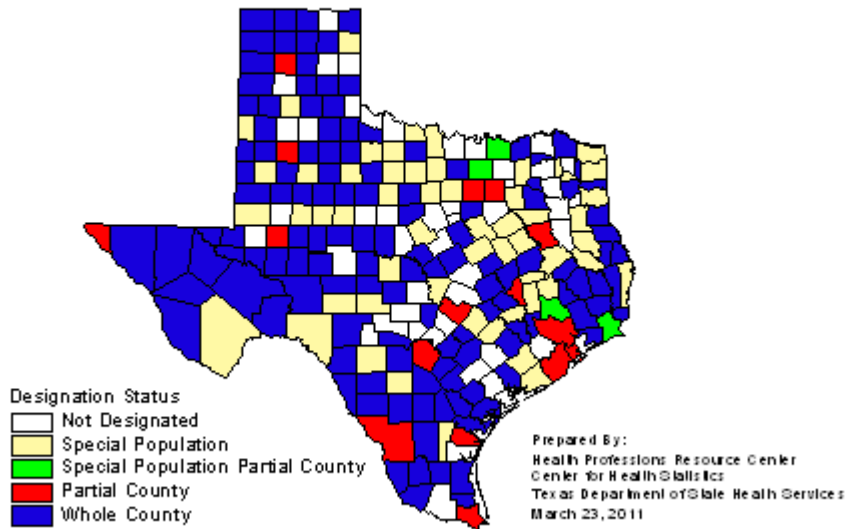 Designation Status
Not Designated
Special Population
Special Population Partial County
Partial County
Whole County
Prepared By:
Health Professions Resource Center
Center for Health Statistics
Texas Department of State Health Services
March 23, 2011